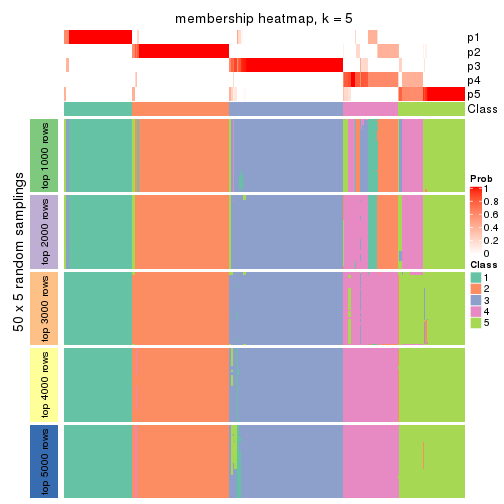 membership heatmap, k = 5
p1
p2
p3
p4
p5
Class
50 x 5 random samplings
top 1000 rows
top 2000 rows
top 3000 rows
top 4000 rows
top 5000 rows
Prob
1
0.8
0.6
0.4
0.2
0
Class
1
2
3
4
5